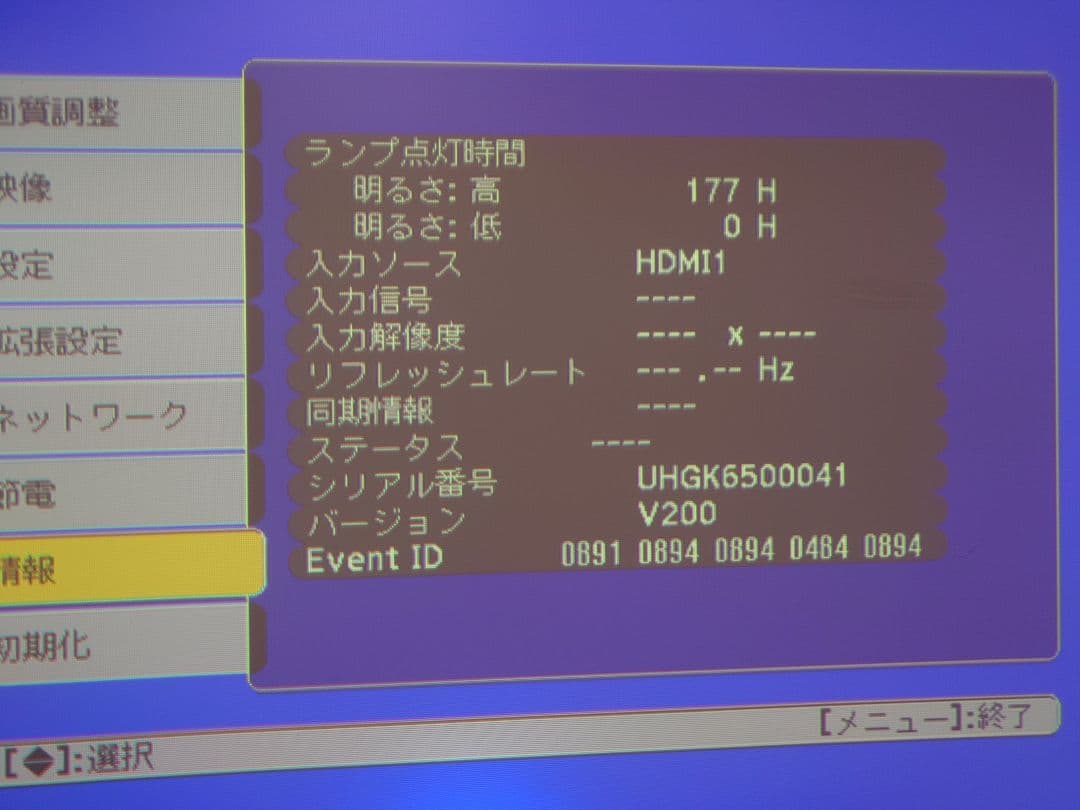 画質調整
映像
設定
拡張設定
ネットワーク
節電
情報
初期化
ランプ点灯時間
明るさ: 高 177 H
明るさ: 低 0 H
入力ソース HDMI1
入力信号 ----
入力解像度 ---- x ----
リフレッシュレート --- .-- Hz
同期情報 ----
ステータス ----
シリアル番号 UHGK6500041
バージョン V200
Event ID 0891 0894 0894 0484 0894
[◆]:選択
[メニュー]:終了